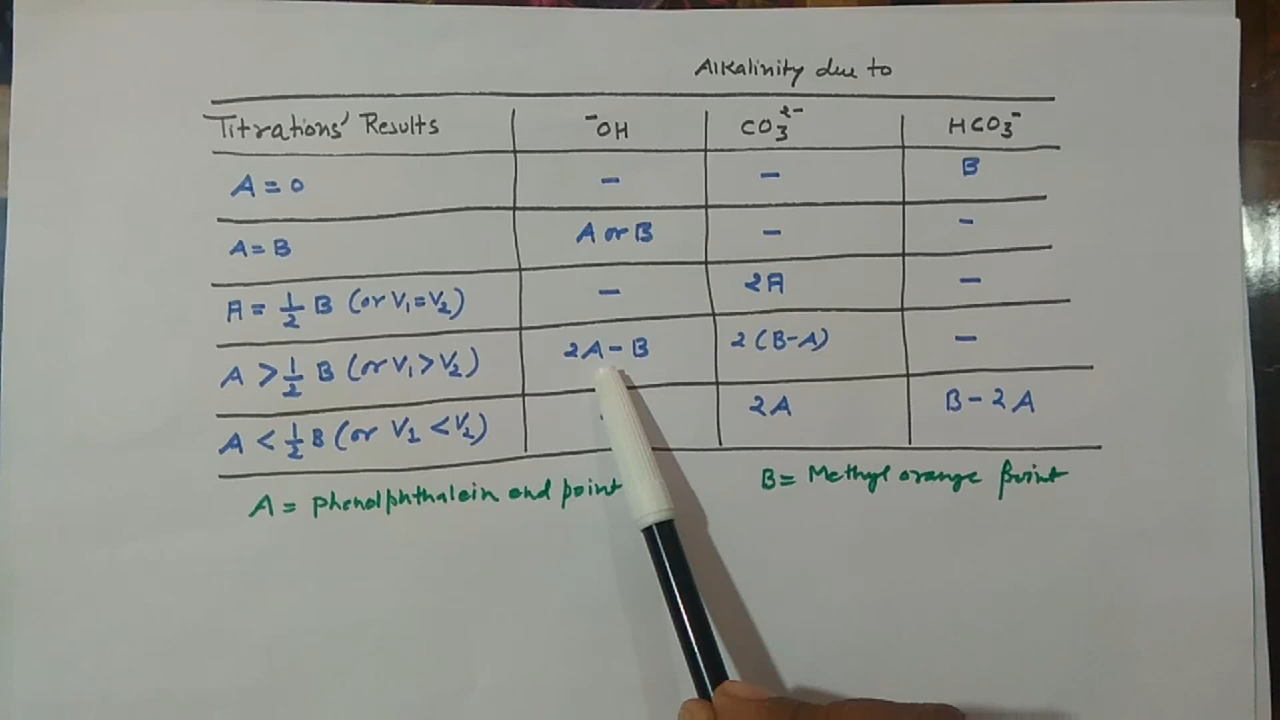 Alkalinity due to
Titrations' Results ⁻OH CO₃²⁻ HCO₃⁻
A = 0 - - B
A = B A or B - -
A = 1/2 B (or V₁ = V₂) - 2A -
A > 1/2 B (or V₁ > V₂) 2A - B 2(B-A) -
A < 1/2 B (or V₁ < V₂) 2A B - 2A
A = Phenolphthalein end point B = Methyl orange point